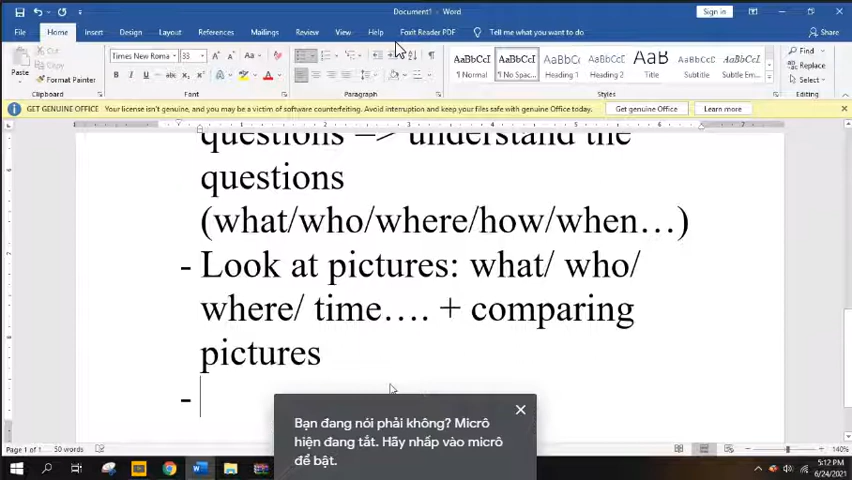 Document1 - Word
Sign in
File Home Insert Design Layout References Mailings Review View Help Foxit Reader PDF Tell me what you want to do Share
Paste
Cut
Copy
Format Painter
Clipboard
Times New Roma 33
Font
Paragraph
AaBbCcI AaBbCcI AaBbC AaBbCcI AaB AaBbCcD AaBbCcD
¶ Normal ¶ No Spac... Heading 1 Heading 2 Title Subtitle Subtle Em...
Styles
Find
Replace
Select
Editing
GET GENUINE OFFICE Your license isn't genuine, and you may be a victim of software counterfeiting. Avoid interruption and keep your files safe with genuine Office today. Get genuine Office Learn more
questions => understand the
questions
(what/who/where/how/when…)
- Look at pictures: what/ who/
where/ time…. + comparing
pictures
-
Bạn đang nói phải không? Micrô
hiện đang tắt. Hãy nhấp vào micrô
để bật.
Page 1 of 1 50 words 140%
5:12 PM
6/24/2021